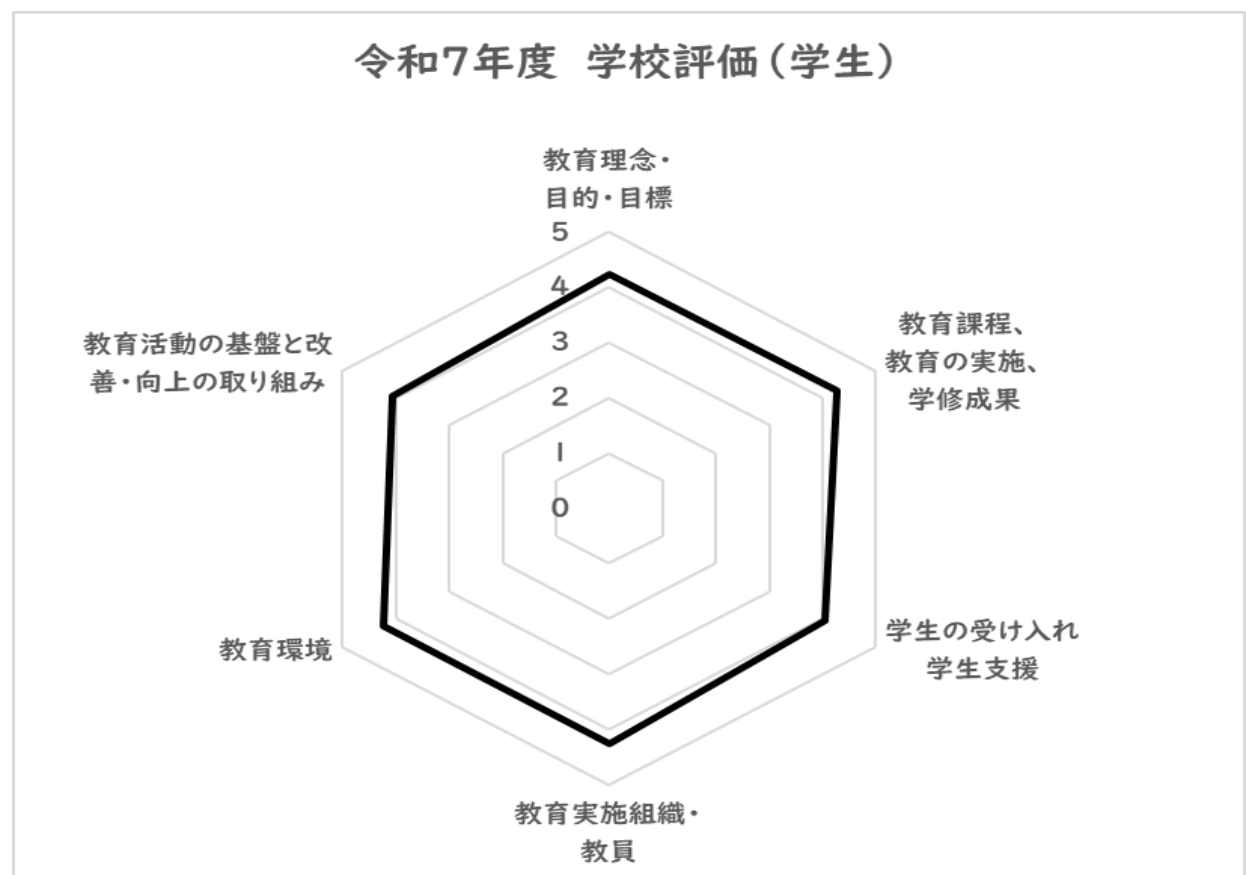 令和7年度 学校評価（学生）
教育理念・
目的・目標
5
4
3
2
1
0
教育課程、
教育の実施、
学修成果
学生の受け入れ
学生支援
教育実施組織・
教員
教育環境
教育活動の基盤と改
善・向上の取り組み